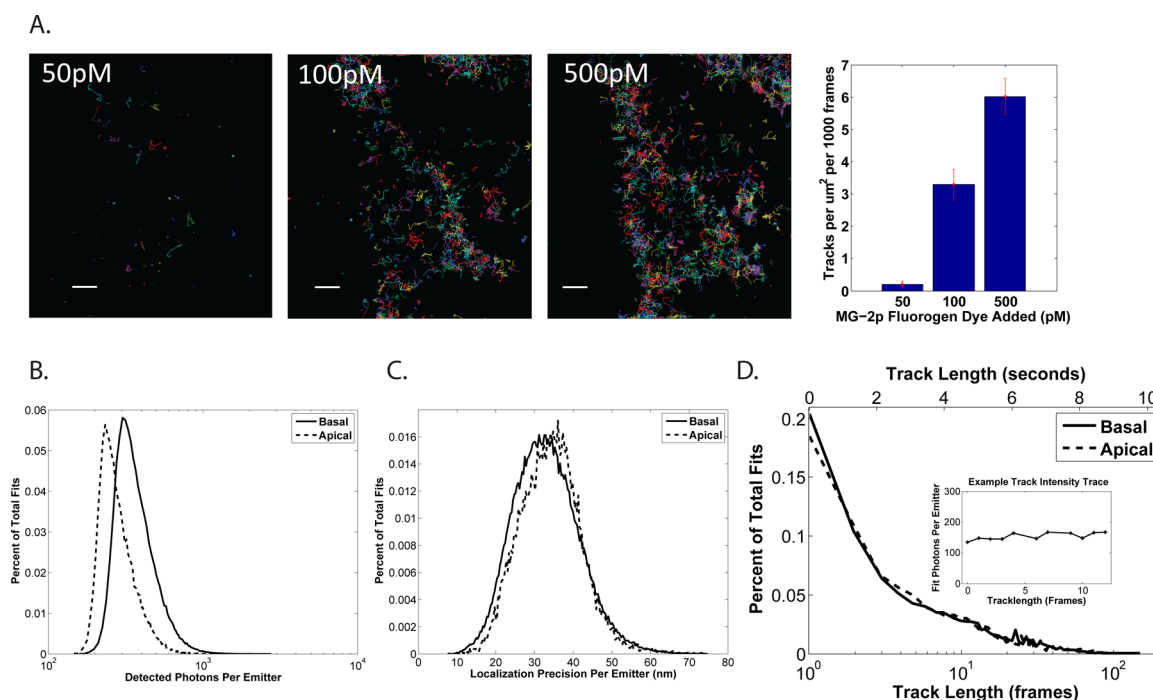 A.
50pM
100pM
500pM
Tracks per um² per 1000 frames
7
6
5
4
3
2
1
0
50 100 500
MG-2p Fluorogen Dye Added (pM)
B.
Percent of Total Fits
0.06
0.05
0.04
0.03
0.02
0.01
0
10² 10³ 10⁴
Detected Photons Per Emitter
Basal
Apical
C.
Percent of Total Fits
0.016
0.014
0.012
0.01
0.008
0.006
0.004
0.002
0
0 10 20 30 40 50 60 70 80
Localization Precision Per Emitter (nm)
Basal
Apical
D.
Track Length (seconds)
0 2 4 6 8 10
Percent of Total Fits
0.2
0.15
0.1
0.05
0
Basal
Apical
Example Track Intensity Trace
Fit Photons Per Emitter
300
200
100
0
0 5 10
Tracklength (Frames)
10⁰ 10¹ 10²
Track Length (frames)